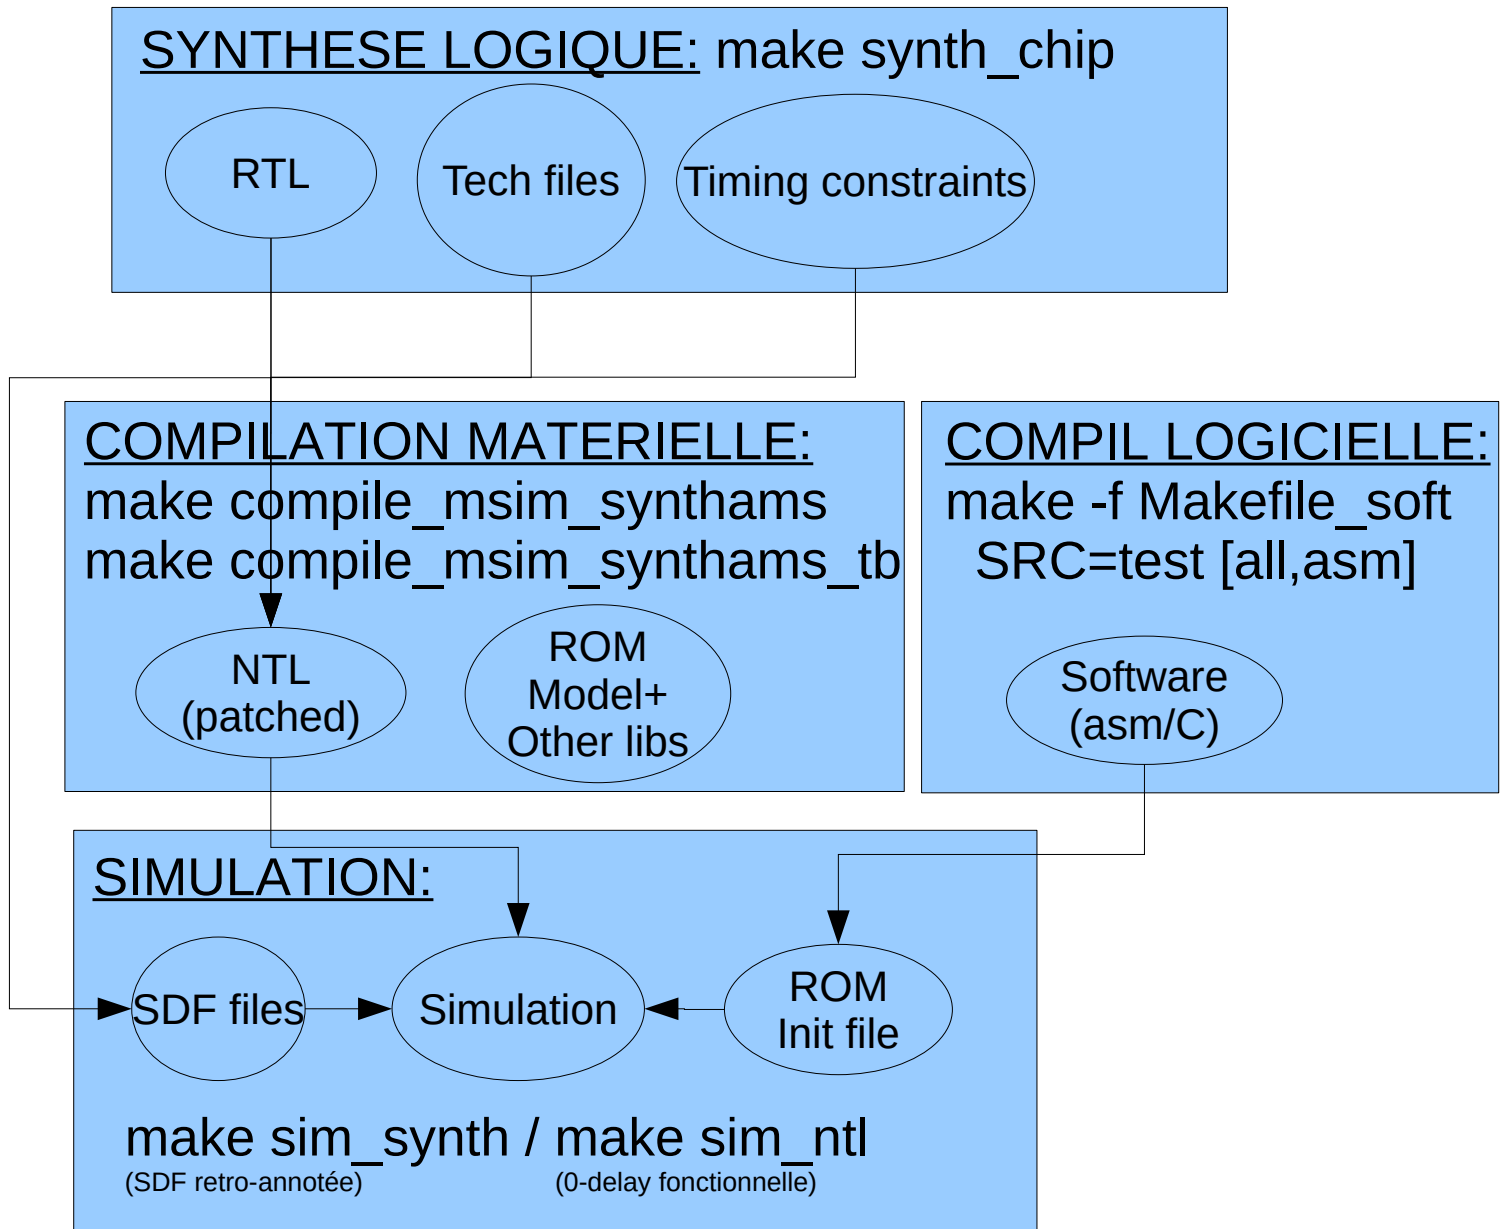 SYNTHESE LOGIQUE: make synth_chip
RTL
Tech files
Timing constraints
COMPILATION MATERIELLE:
make compile_msim_synthams
make compile_msim_synthams_tb
NTL
(patched)
ROM
Model+
Other libs
COMPIL LOGICIELLE:
make -f Makefile_soft
SRC=test [all,asm]
Software
(asm/C)
SIMULATION:
SDF files
Simulation
ROM
Init file
make sim_synth / make sim_ntl
(SDF retro-annotée)
(0-delay fonctionnelle)